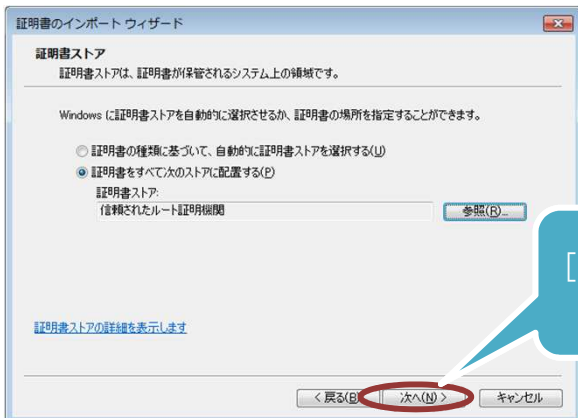 証明書のインポート ウィザード
証明書ストア
証明書ストアは、証明書が保管されるシステム上の領域です。
Windows に証明書ストアを自動的に選択させるか、証明書の場所を指定することができます。
証明書の種類に基づいて、自動的に証明書ストアを選択する(U)
証明書をすべて次のストアに配置する(P)
証明書ストア:
信頼されたルート証明機関
参照(R)...
[
証明書ストアの詳細を表示します
< 戻る(B)
次へ(N) >
キャンセル